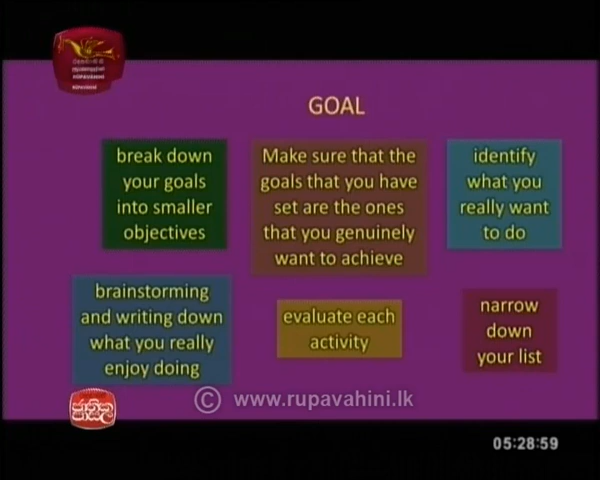 GOAL
break down
your goals
into smaller
objectives
Make sure that the
goals that you have
set are the ones
that you genuinely
want to achieve
identify
what you
really want
to do
brainstorming
and writing down
what you really
enjoy doing
evaluate each
activity
narrow
down
your list
© www.rupavahini.lk
05:28:59